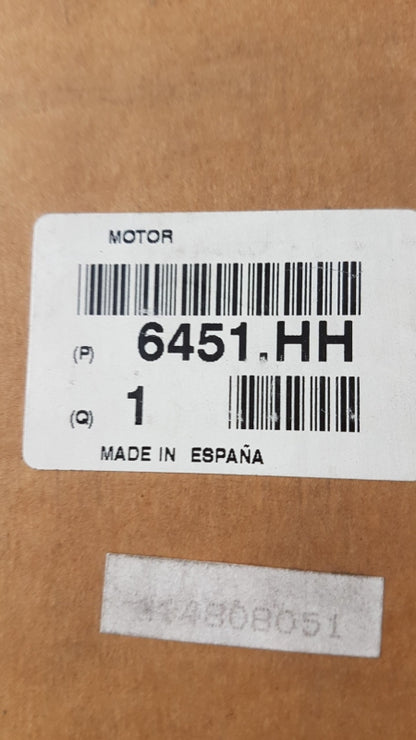 MOTOR
(P) 6451.HH
(Q) 1
MADE IN ESPAÑA